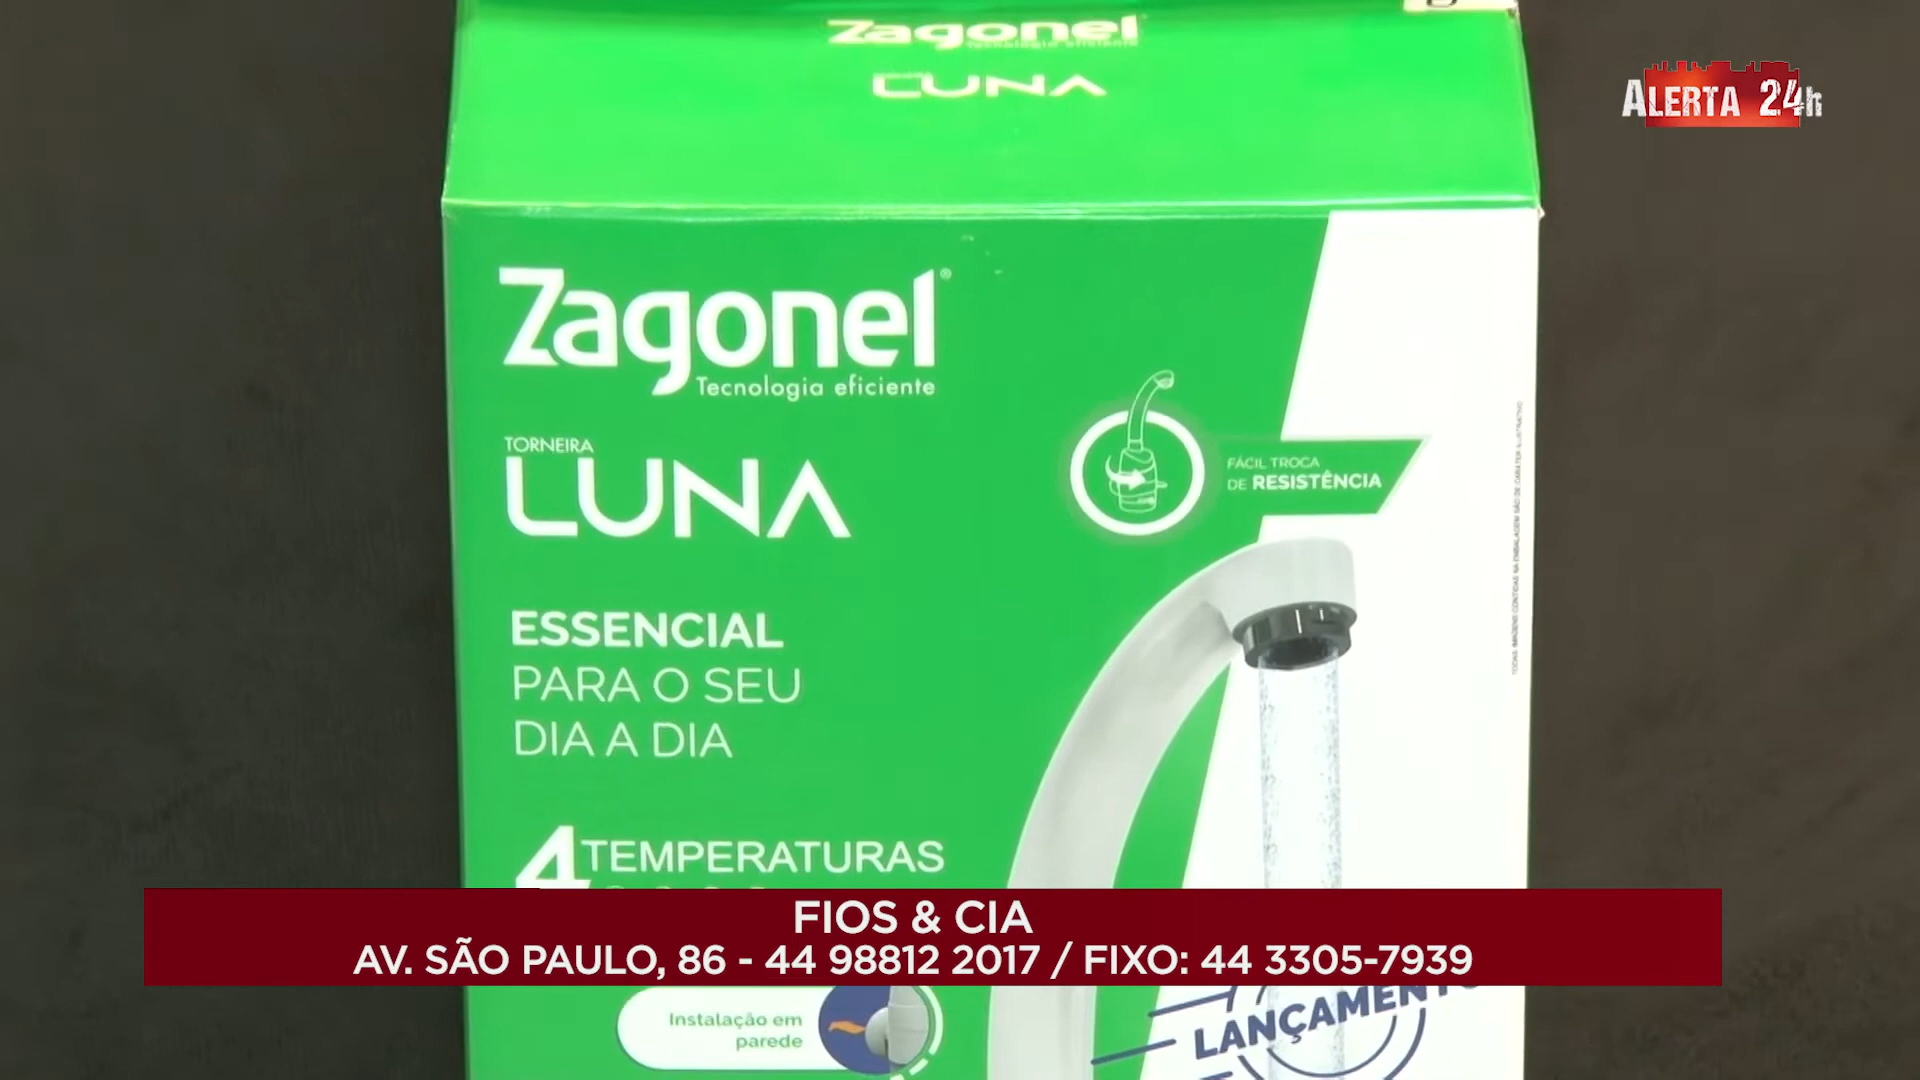 Zagonel
Tecnologia eficiente
LUNA
ALERTA 24h
Zagonel®
Tecnologia eficiente
TORNEIRA
LUNA
FÁCIL TROCA
DE RESISTÊNCIA
ESSENCIAL
PARA O SEU
DIA A DIA
4 TEMPERATURAS
FIOS & CIA
AV. SÃO PAULO, 86 - 44 98812 2017 / FIXO: 44 3305-7939
Instalação em
parede
LANÇAMENTO